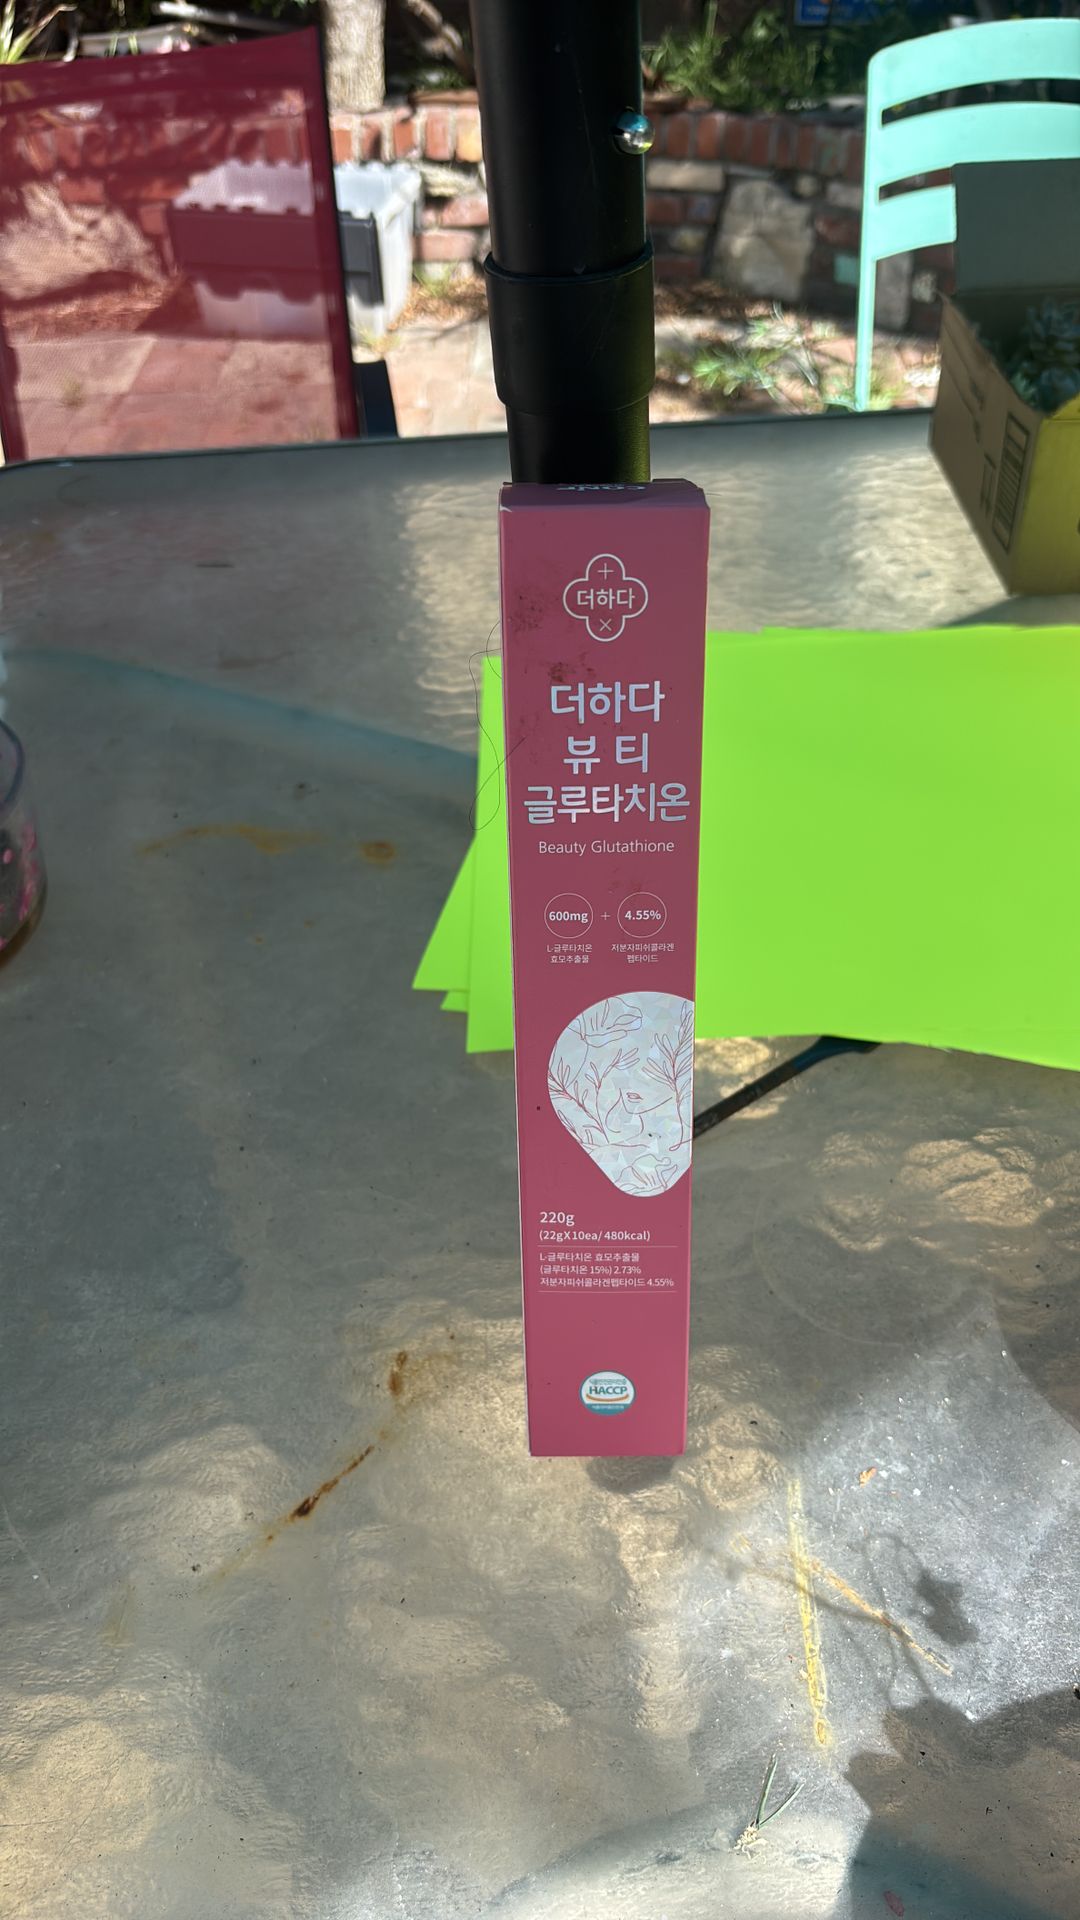 더하다
더하다
뷰 티
글루타치온
Beauty Glutathione
600mg + 4.55%
L-글루타치온
효모추출물
저분자피쉬콜라겐
펩타이드
220g
(22gX10ea/ 480kcal)
L-글루타치온 효모추출물
(글루타치온 15%) 2.73%
저분자피쉬콜라겐펩타이드 4.55%
HACCP